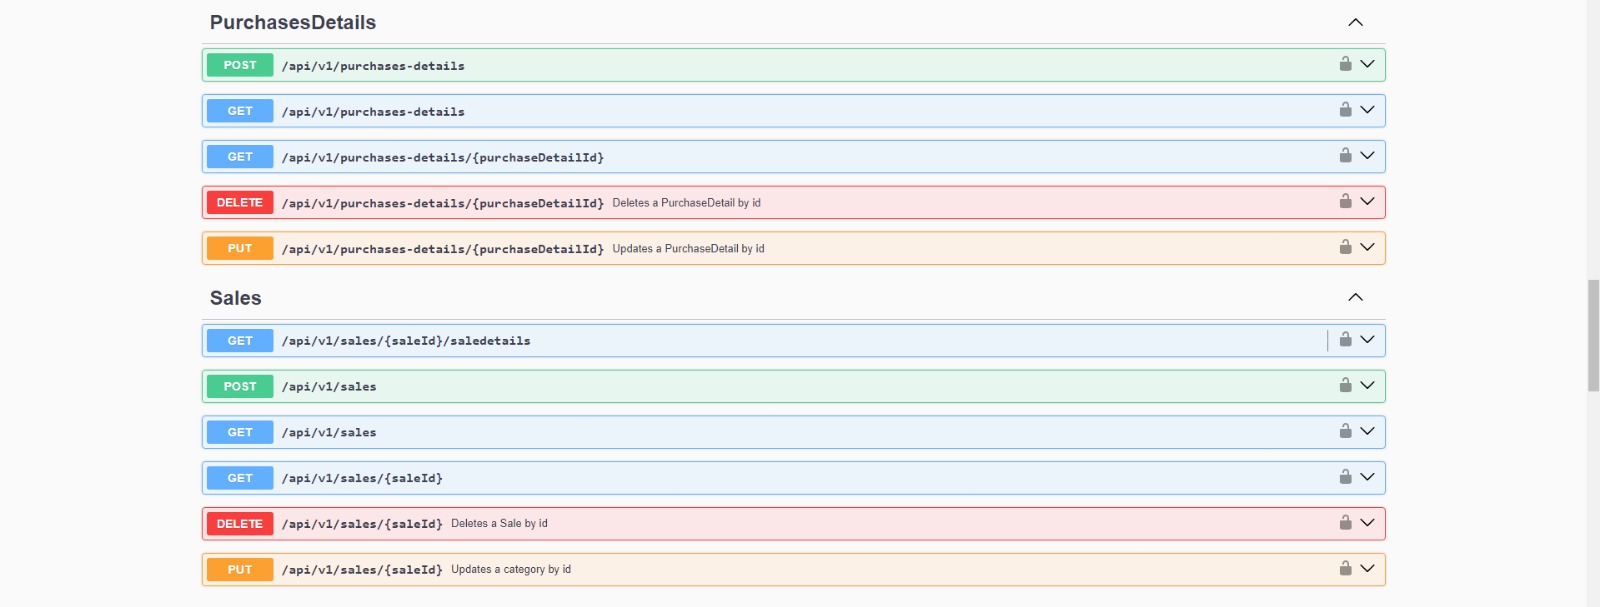 PurchasesDetails
POST /api/v1/purchases-details
GET /api/v1/purchases-details
GET /api/v1/purchases-details/{purchaseDetailId}
DELETE /api/v1/purchases-details/{purchaseDetailId} Deletes a PurchaseDetail by id
PUT /api/v1/purchases-details/{purchaseDetailId} Updates a PurchaseDetail by id
Sales
GET /api/v1/sales/{saleId}/saledetails
POST /api/v1/sales
GET /api/v1/sales
GET /api/v1/sales/{saleId}
DELETE /api/v1/sales/{saleId} Deletes a Sale by id
PUT /api/v1/sales/{saleId} Updates a category by id